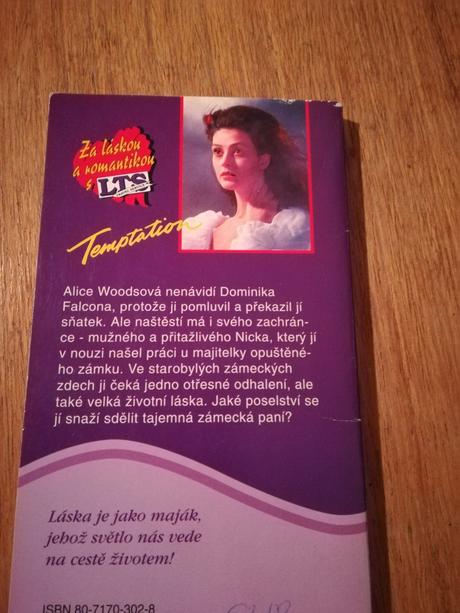 Za láskou
a romantikou
s LTS
Temptation
Alice Woodsová nenávidí Dominika
Falcona, protože ji pomluvil a překazil jí
sňatek. Ale naštěstí má i svého zachrán-
ce - mužného a přitažlivého Nicka, který jí
v nouzi našel práci u majitelky opuštěné-
ho zámku. Ve starobylých zámeckých
zdech ji čeká jedno otřesné odhalení, ale
také velká životní láska. Jaké poselství se
jí snaží sdělit tajemná zámecká paní?
Láska je jako maják,
jehož světlo nás vede
na cestě životem!
ISBN 80-7170-302-8